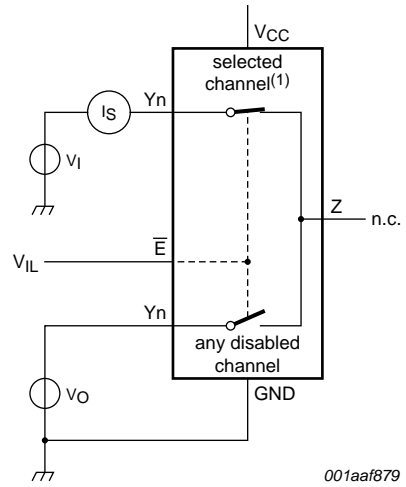 VCC
selected
channel(1)
Yn
IS
VI
Z
n.c.
E̅
VIL
Yn
any disabled
channel
VO
GND
001aaf879